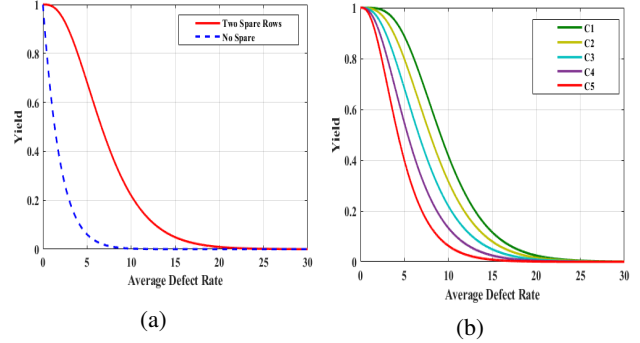 Two Spare Rows
No Spare
Yield
1
0.8
0.6
0.4
0.2
0
0 5 10 15 20 25 30
Average Defect Rate
(a)
C1
C2
C3
C4
C5
Yield
1
0.8
0.6
0.4
0.2
0
0 5 10 15 20 25 30
Average Defect Rate
(b)